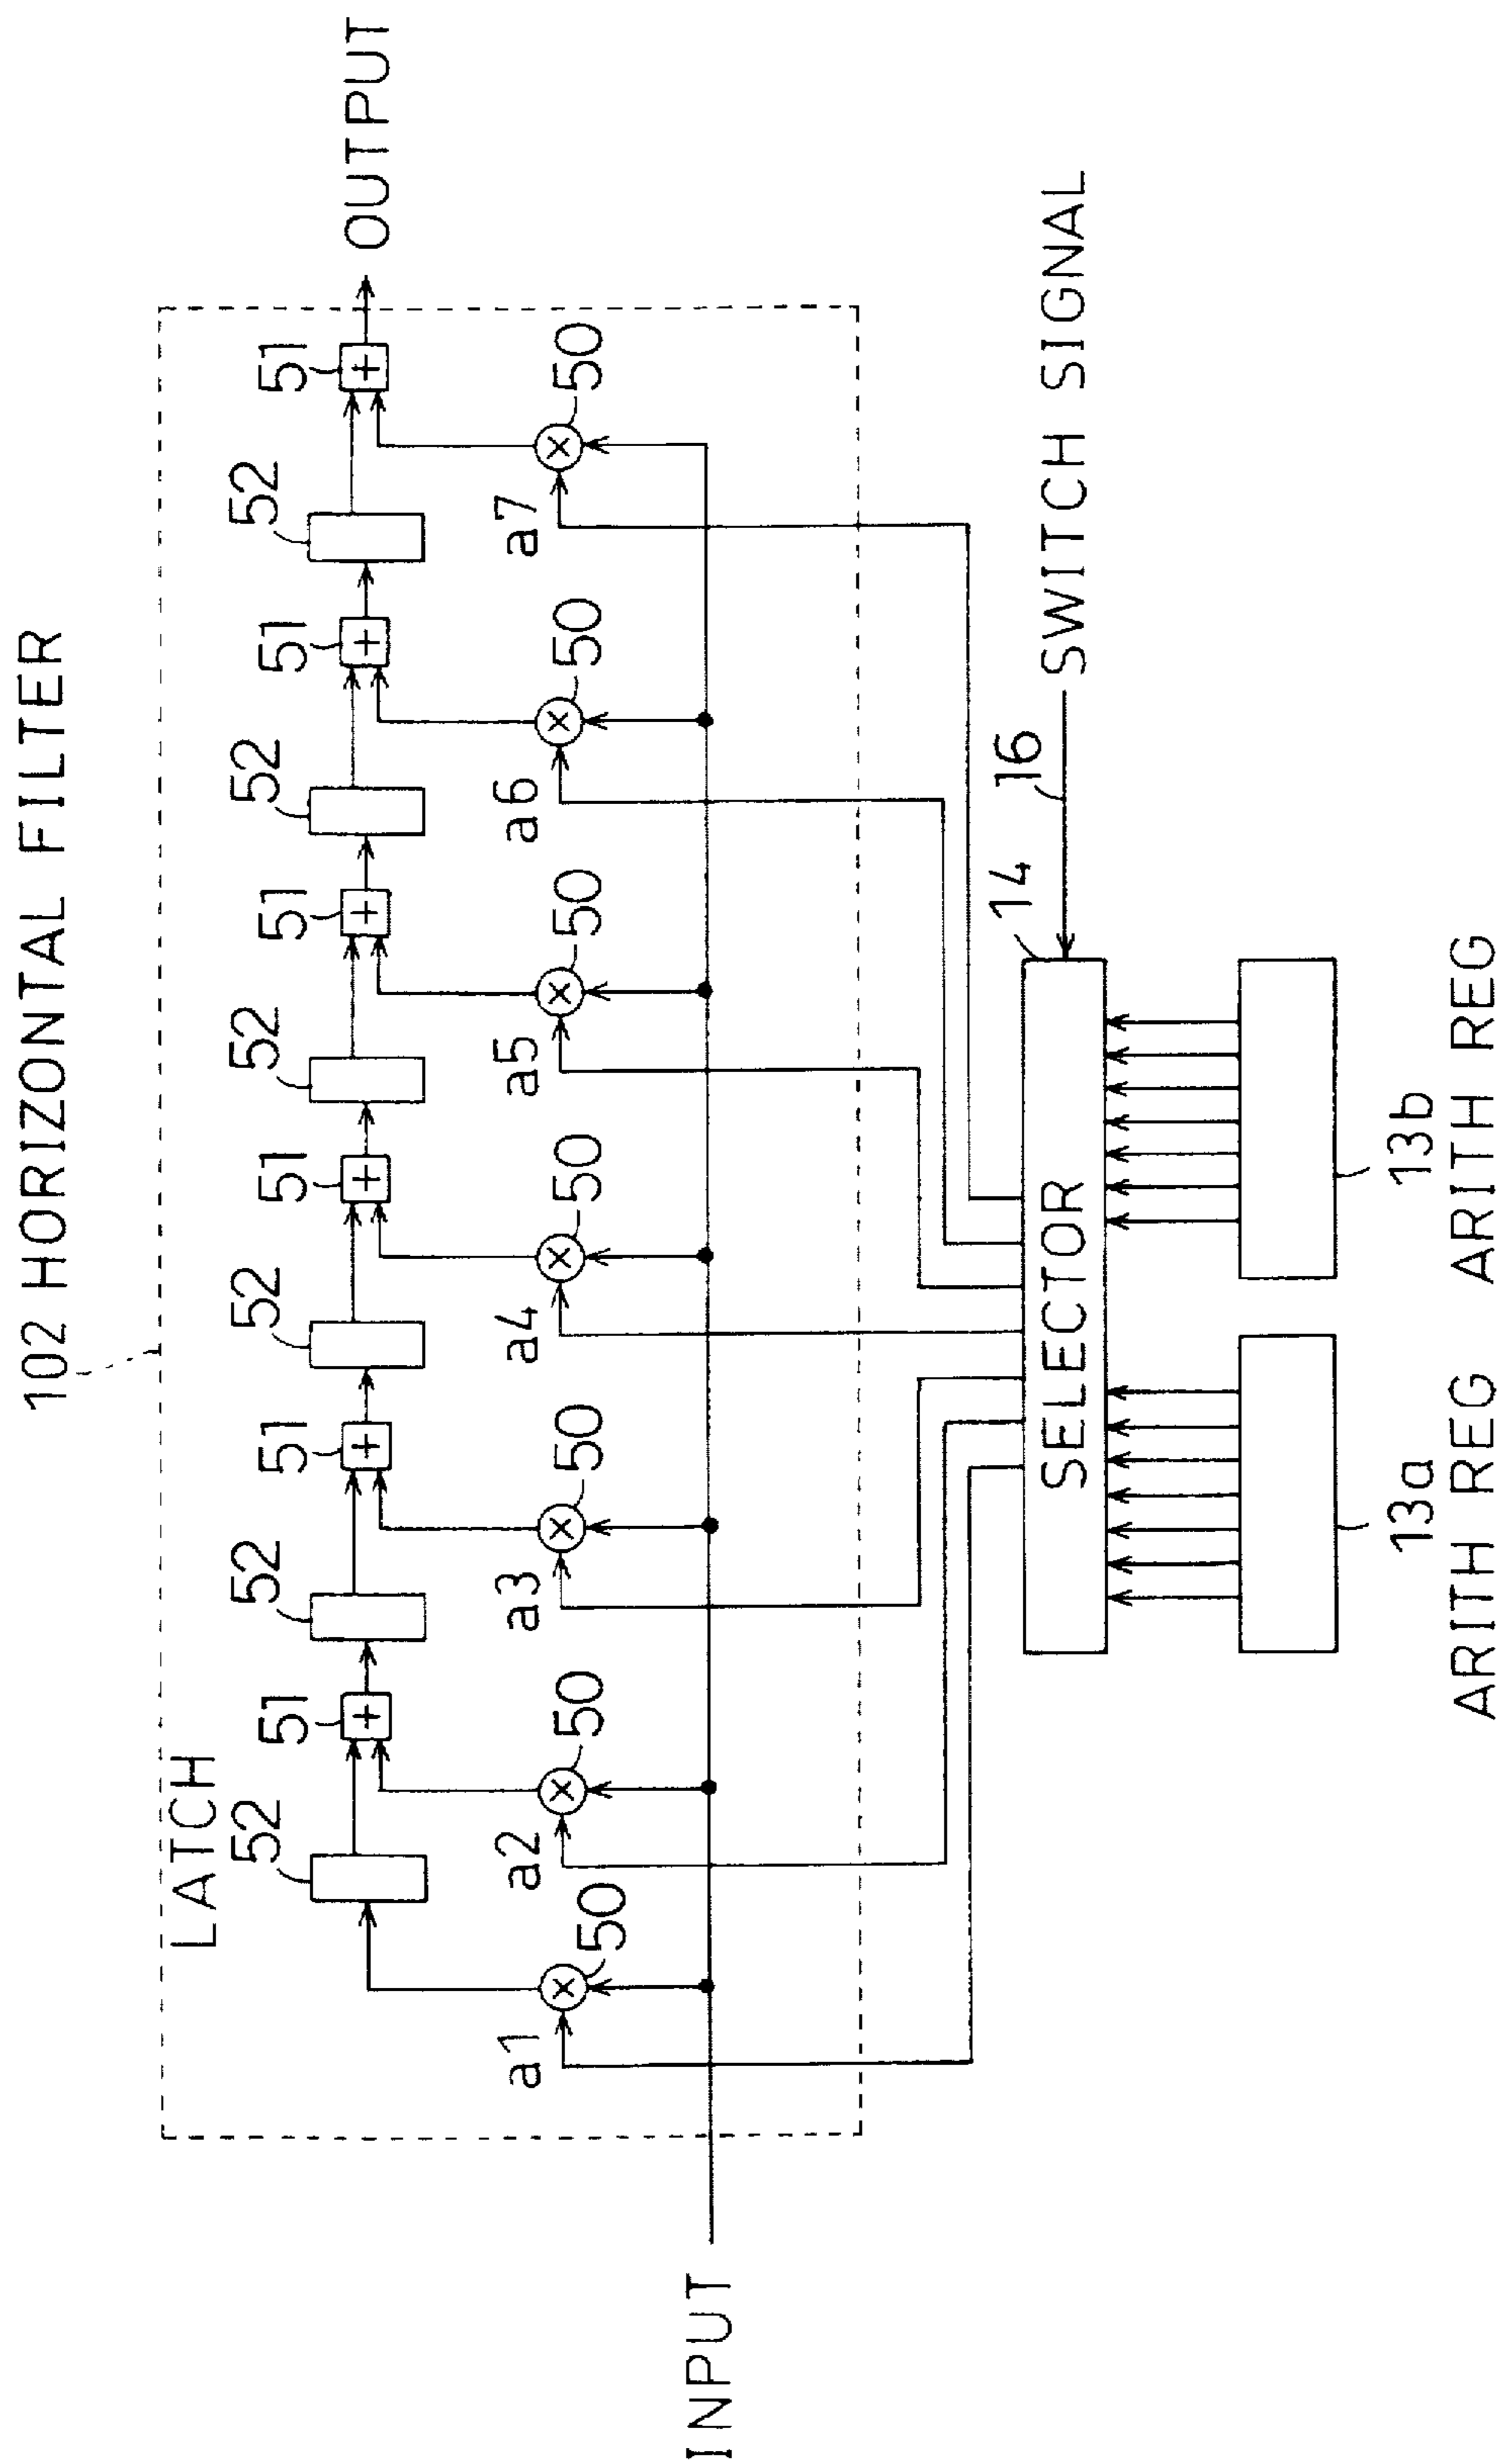 102 HORIZONTAL FILTER
LATCH
52 51 52 51 52 51 52 51 52 51 52 51
OUTPUT
a1 50 a2 50 a3 50 a4 50 a5 50 a6 50 a7 50
INPUT
14
16
SELECTOR
SWITCH SIGNAL
13a
13b
ARITH REG
ARITH REG